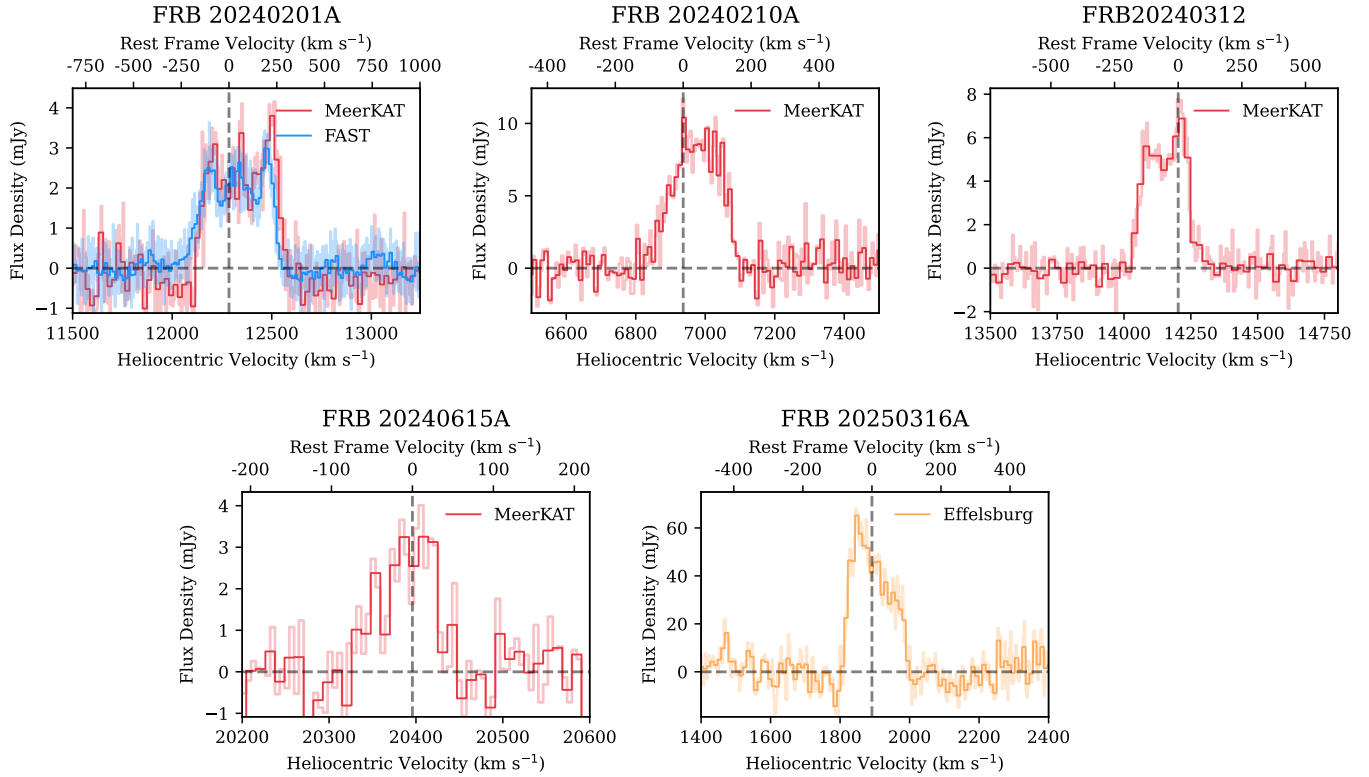 FRB 20240201A
Rest Frame Velocity (km s⁻¹)
-750 -500 -250 0 250 500 750 1000
Flux Density (mJy)
4
3
2
1
0
−1
MeerKAT
FAST
11500 12000 12500 13000
Heliocentric Velocity (km s⁻¹)
FRB 20240210A
Rest Frame Velocity (km s⁻¹)
-400 -200 0 200 400
Flux Density (mJy)
10
5
0
MeerKAT
6600 6800 7000 7200 7400
Heliocentric Velocity (km s⁻¹)
FRB20240312
Rest Frame Velocity (km s⁻¹)
-500 -250 0 250 500
Flux Density (mJy)
8
6
4
2
0
−2
MeerKAT
13500 13750 14000 14250 14500 14750
Heliocentric Velocity (km s⁻¹)
FRB 20240615A
Rest Frame Velocity (km s⁻¹)
-200 -100 0 100 200
Flux Density (mJy)
4
3
2
1
0
−1
MeerKAT
20200 20300 20400 20500 20600
Heliocentric Velocity (km s⁻¹)
FRB 20250316A
Rest Frame Velocity (km s⁻¹)
-400 -200 0 200 400
Flux Density (mJy)
60
40
20
0
Effelsburg
1400 1600 1800 2000 2200 2400
Heliocentric Velocity (km s⁻¹)